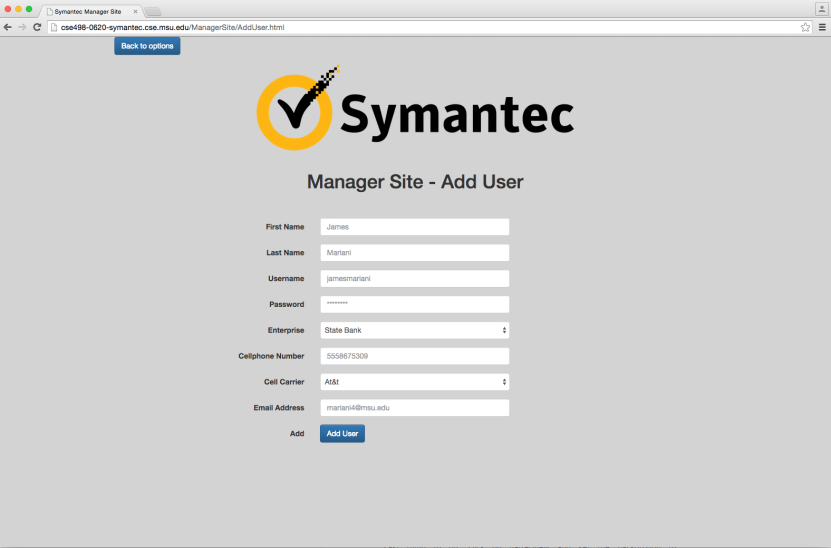 Symantec Manager Site
cse498-0620-symantec.cse.msu.edu/ManagerSite/AddUser.html
Back to options
Symantec
Manager Site - Add User
First Name James
Last Name Mariani
Username jamesmariani
Password ********
Enterprise State Bank
Cellphone Number 5558675309
Cell Carrier At&t
Email Address mariani4@msu.edu
Add Add User